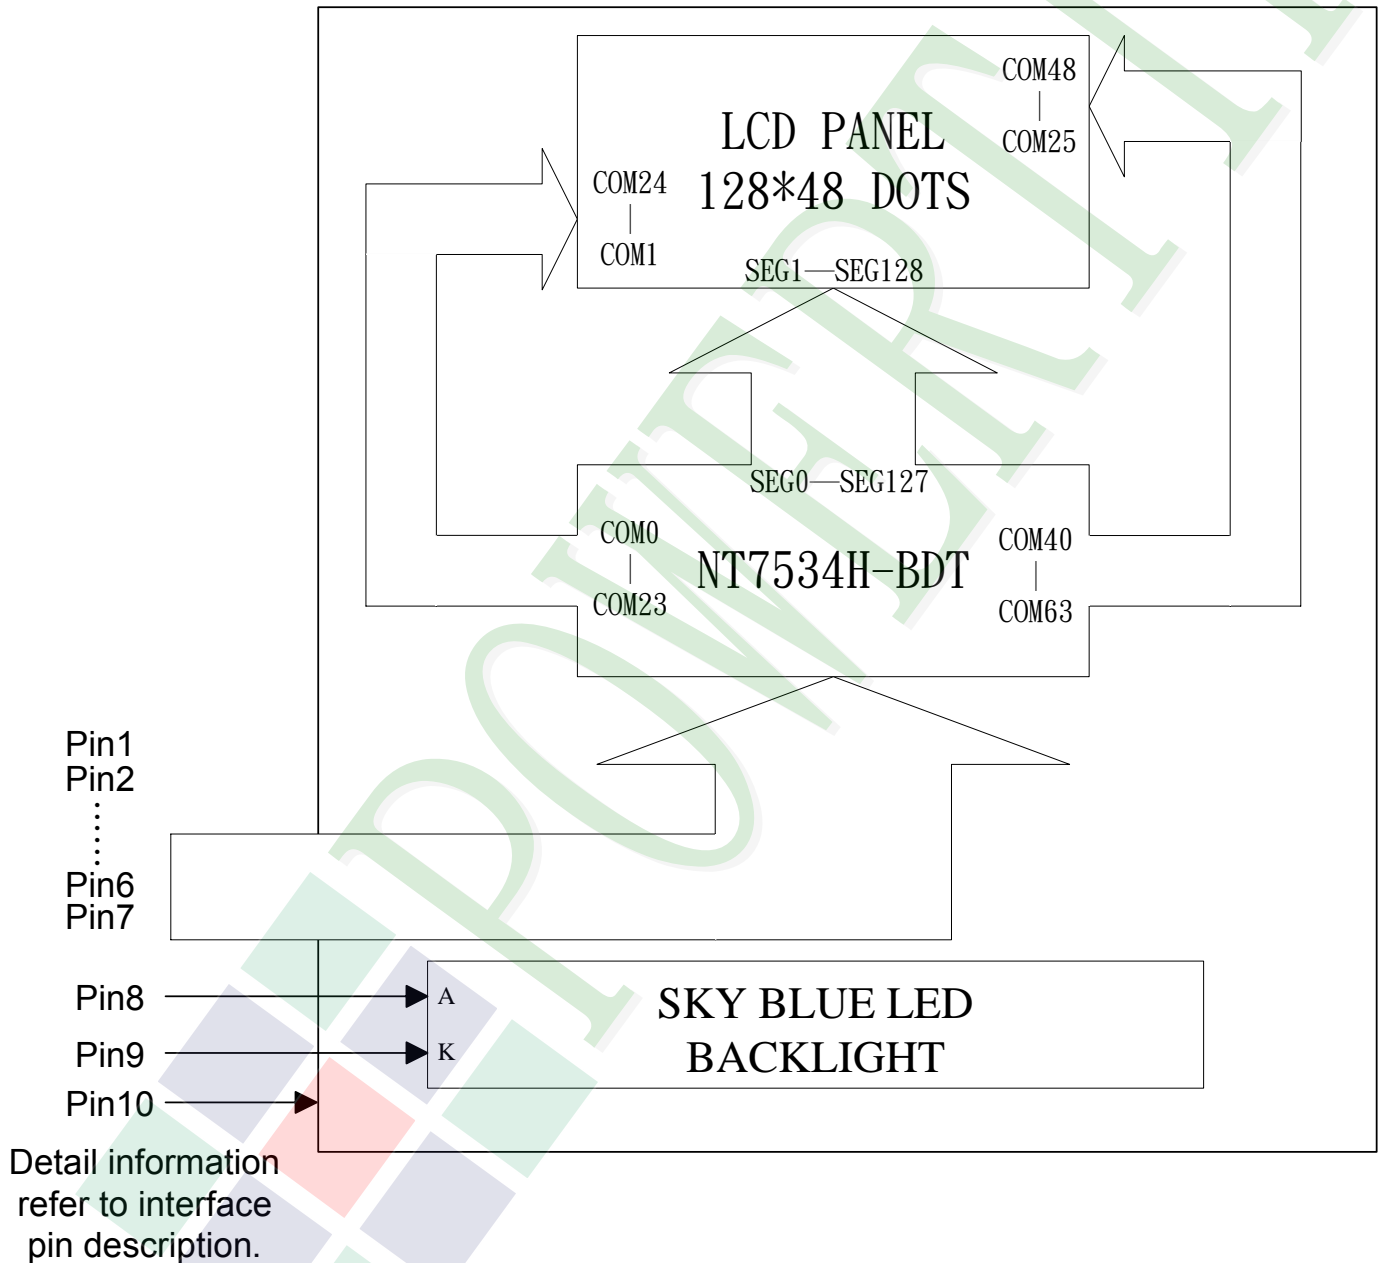 COM48
|
COM25
LCD PANEL
128*48 DOTS
COM24
|
COM1
SEG1—SEG128
SEG0—SEG127
COM0
|
COM23
NT7534H-BDT
COM40
|
COM63
Pin1
Pin2
Pin6
Pin7
Pin8
A
SKY BLUE LED
BACKLIGHT
Pin9
K
Pin10
Detail information
refer to interface
pin description.
POWERTI